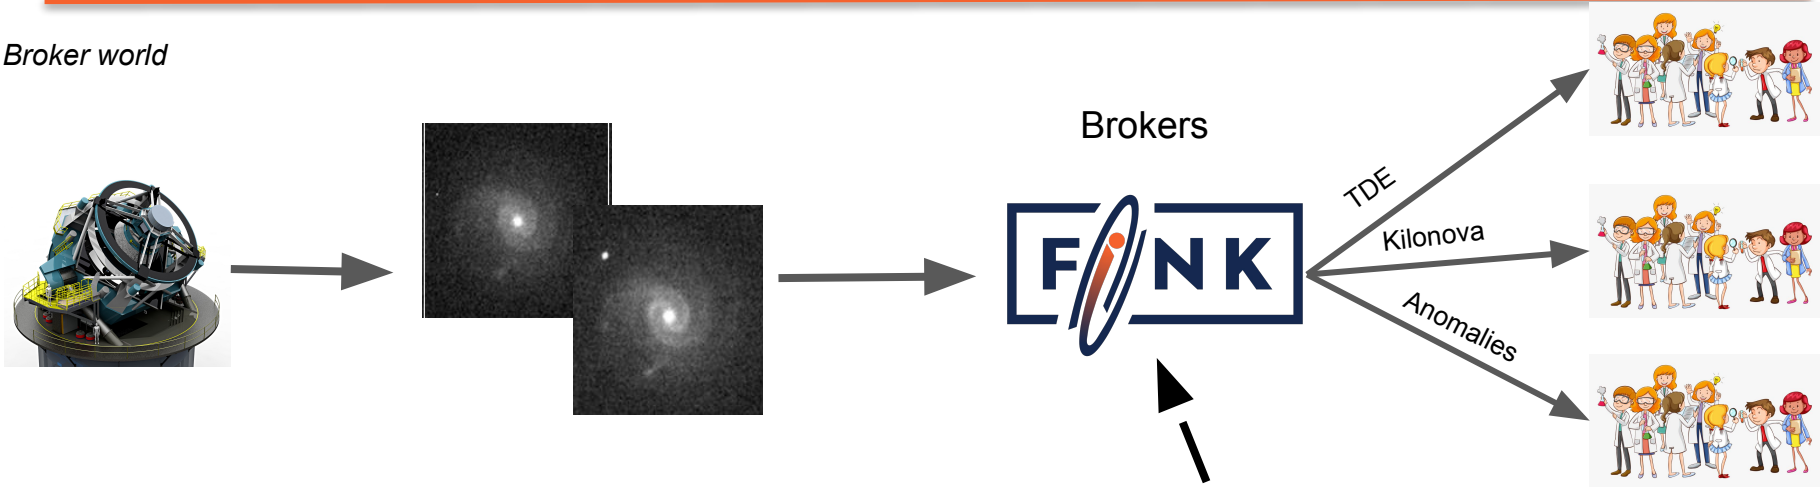 Broker world
Brokers
FINK
TDE
Kilonova
Anomalies